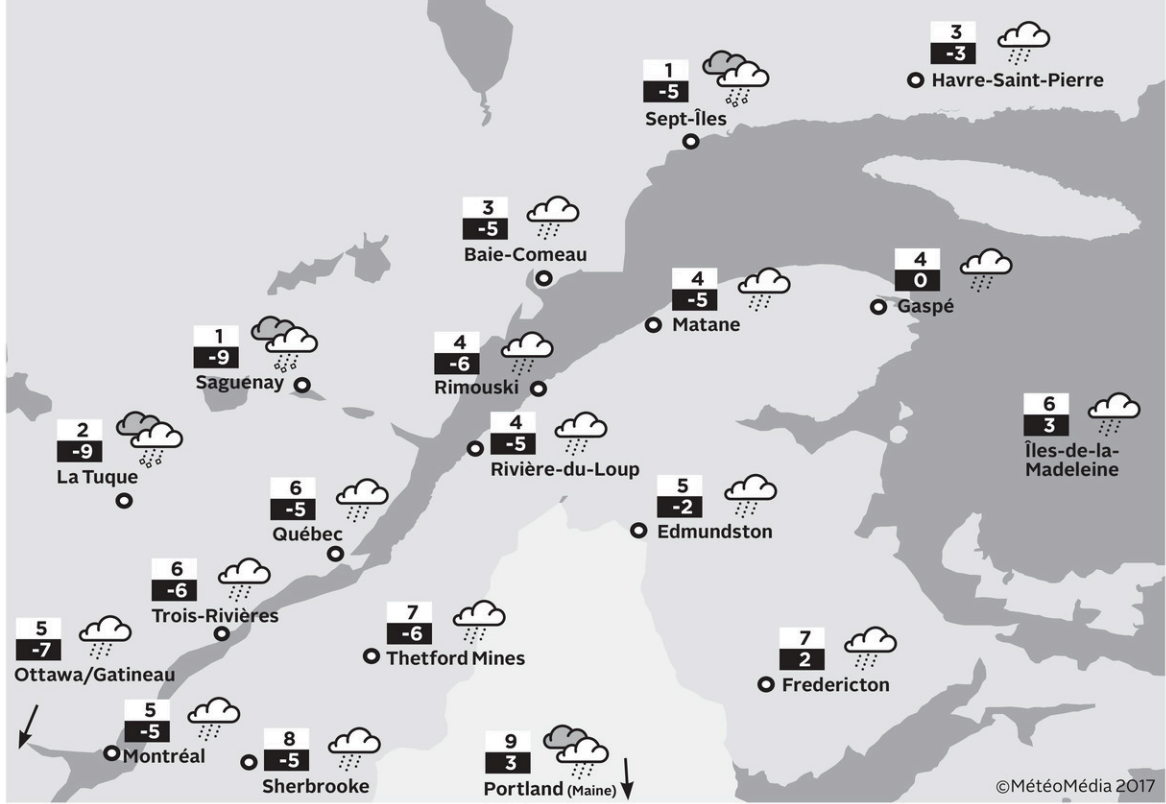 3
-3
Havre-Saint-Pierre
1
-5
Sept-Îles
3
-5
Baie-Comeau
4
0
Gaspé
4
-5
Matane
1
-9
Saguenay
4
-6
Rimouski
6
3
Îles-de-la-
Madeleine
2
-9
La Tuque
4
-5
Rivière-du-Loup
6
-5
Québec
5
-2
Edmundston
6
-6
Trois-Rivières
5
-7
Ottawa/Gatineau
7
-6
Thetford Mines
7
2
Fredericton
5
-5
Montréal
8
-5
Sherbrooke
9
3
Portland (Maine)
©MétéoMédia 2017